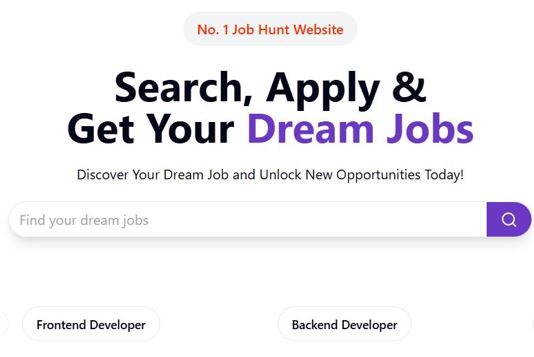 No. 1 Job Hunt Website
Search, Apply &
Get Your Dream Jobs
Discover Your Dream Job and Unlock New Opportunities Today!
Find your dream jobs
Frontend Developer
Backend Developer